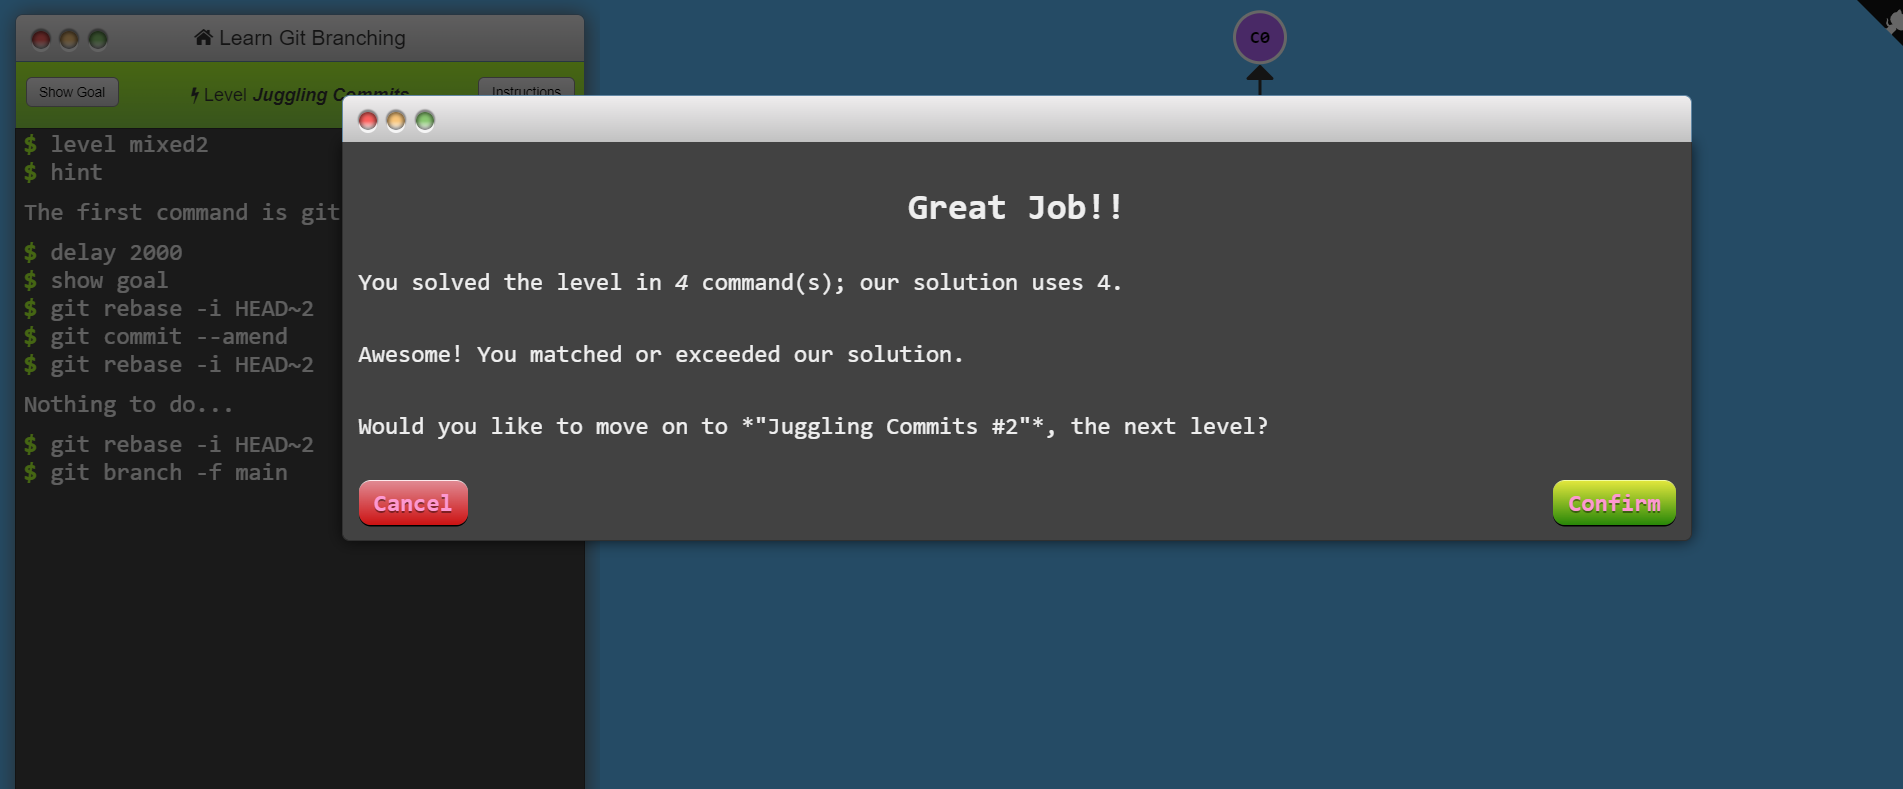 Learn Git Branching
Show Goal
Level Juggling Commits
Instructions
$ level mixed2
$ hint
The first command is git
$ delay 2000
$ show goal
$ git rebase -i HEAD~2
$ git commit --amend
$ git rebase -i HEAD~2
Nothing to do...
$ git rebase -i HEAD~2
$ git branch -f main
C0
Great Job!!
You solved the level in 4 command(s); our solution uses 4.
Awesome! You matched or exceeded our solution.
Would you like to move on to *"Juggling Commits #2"*, the next level?
Cancel
Confirm